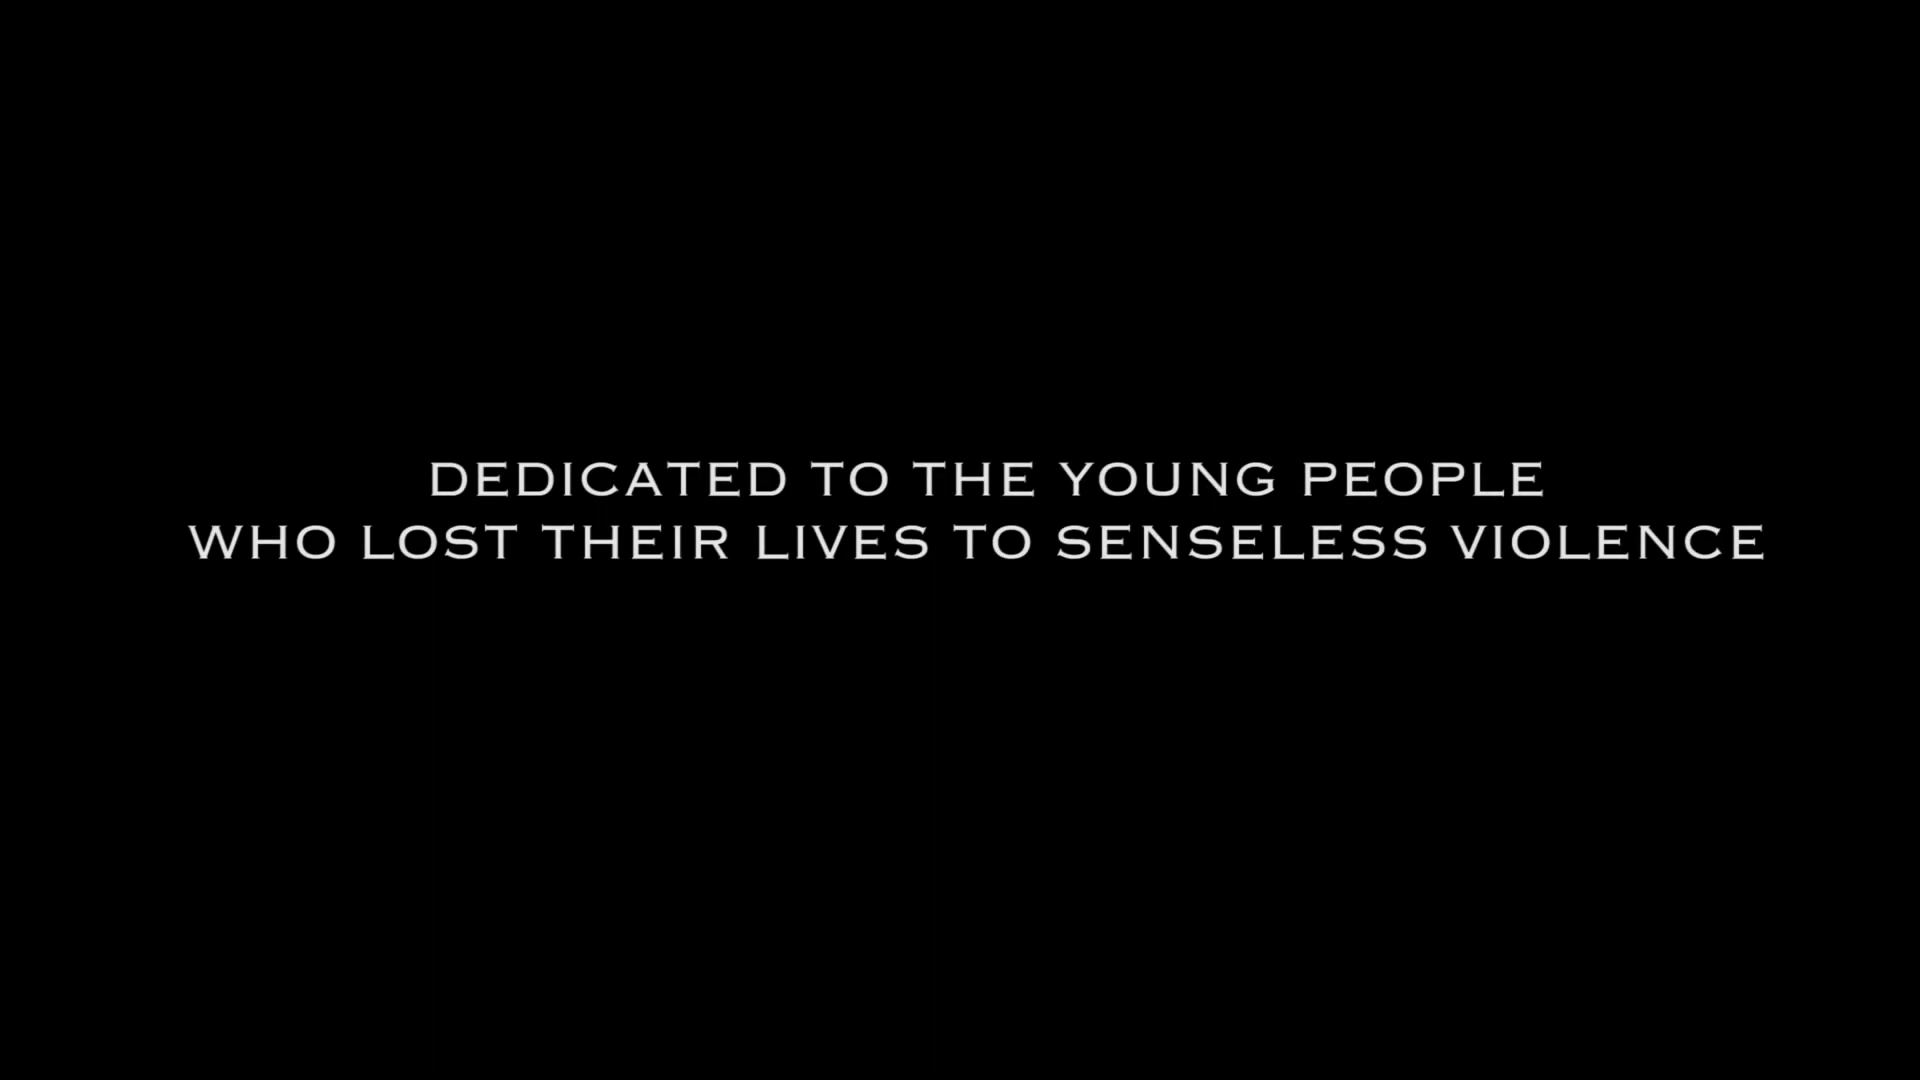 DEDICATED TO THE YOUNG PEOPLE
WHO LOST THEIR LIVES TO SENSELESS VIOLENCE